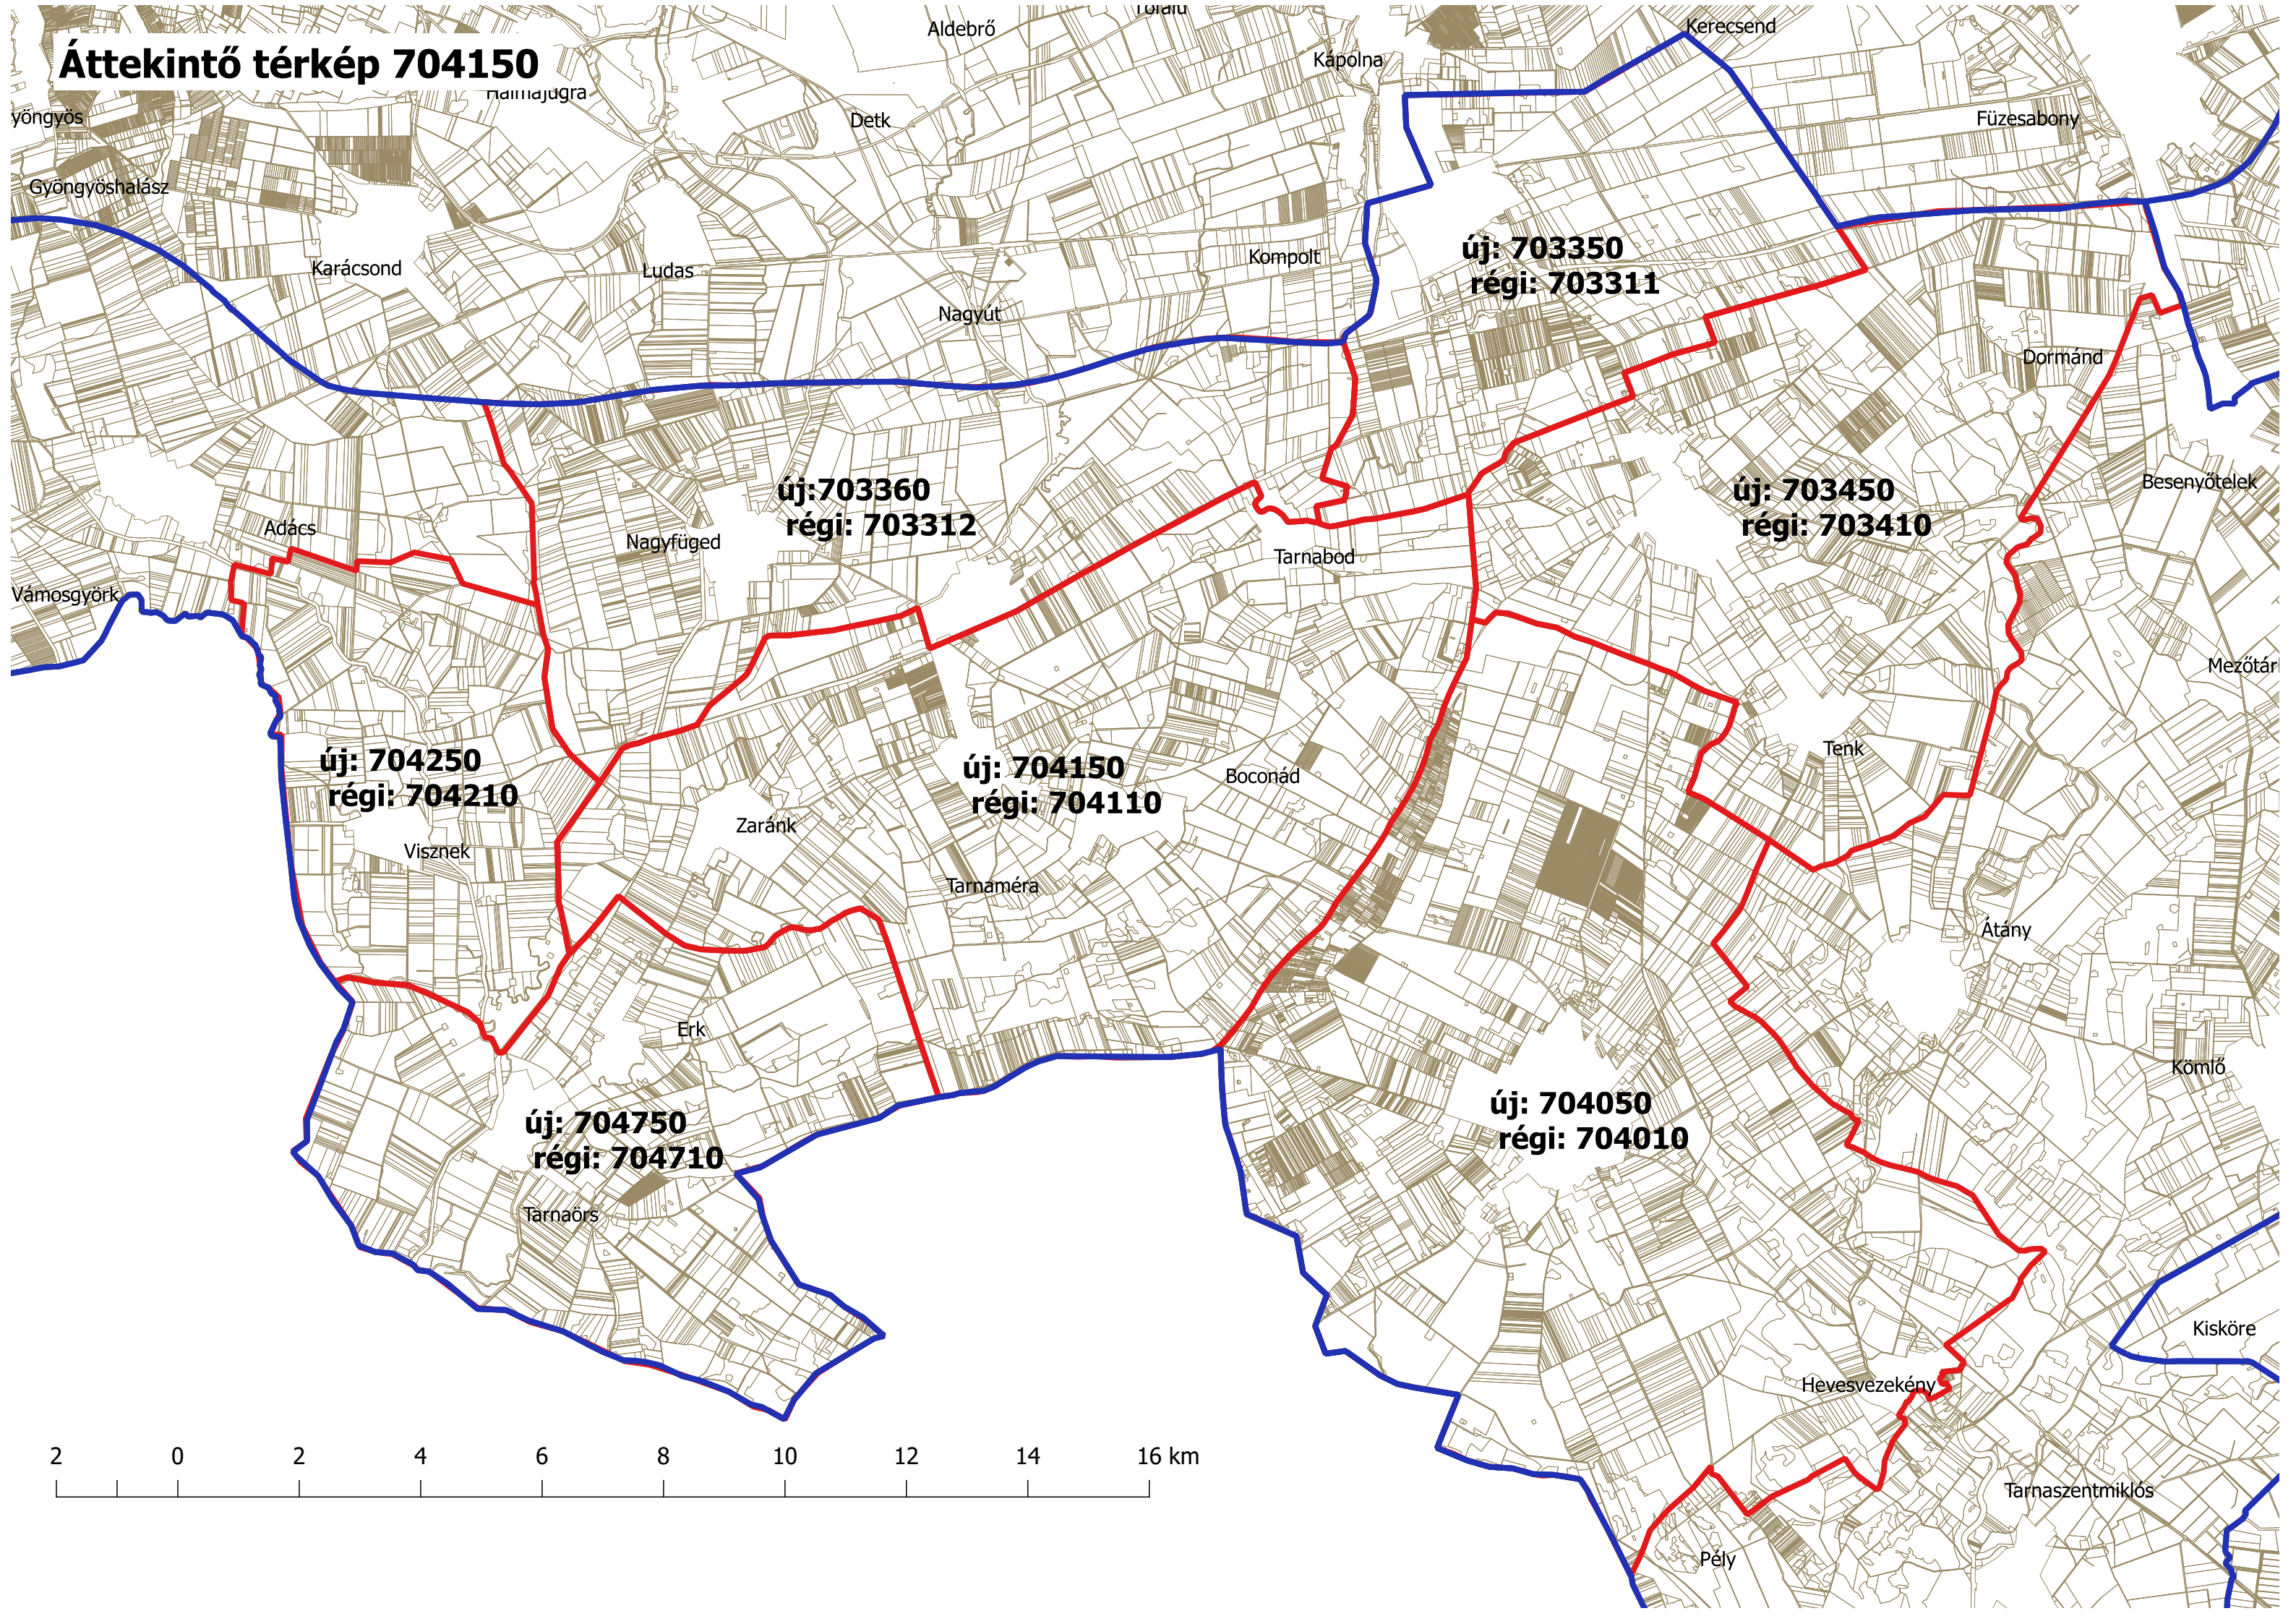 Tófalu
Aldebrő
Kerecsend
Áttekintő térkép 704150
Kápolna
Halmajugra
yöngyös
Detk
Füzesabony
Gyöngyöshalász
új: 703350
régi: 703311
Kompolt
Karácsond
Ludas
Nagyút
Dormánd
új:703360
régi: 703312
új: 703450
régi: 703410
Besenyőtelek
Adács
Nagyfüged
Tarnabod
Vámosgyörk
Mezőtár
új: 704250
régi: 704210
új: 704150
régi: 704110
Boconád
Tenk
Zaránk
Visznek
Tarnaméra
Átány
Erk
Kömlő
új: 704750
régi: 704710
új: 704050
régi: 704010
Tarnaörs
Kisköre
Hevesvezekény
2 0 2 4 6 8 10 12 14 16 km
Tarnaszentmiklós
Pély